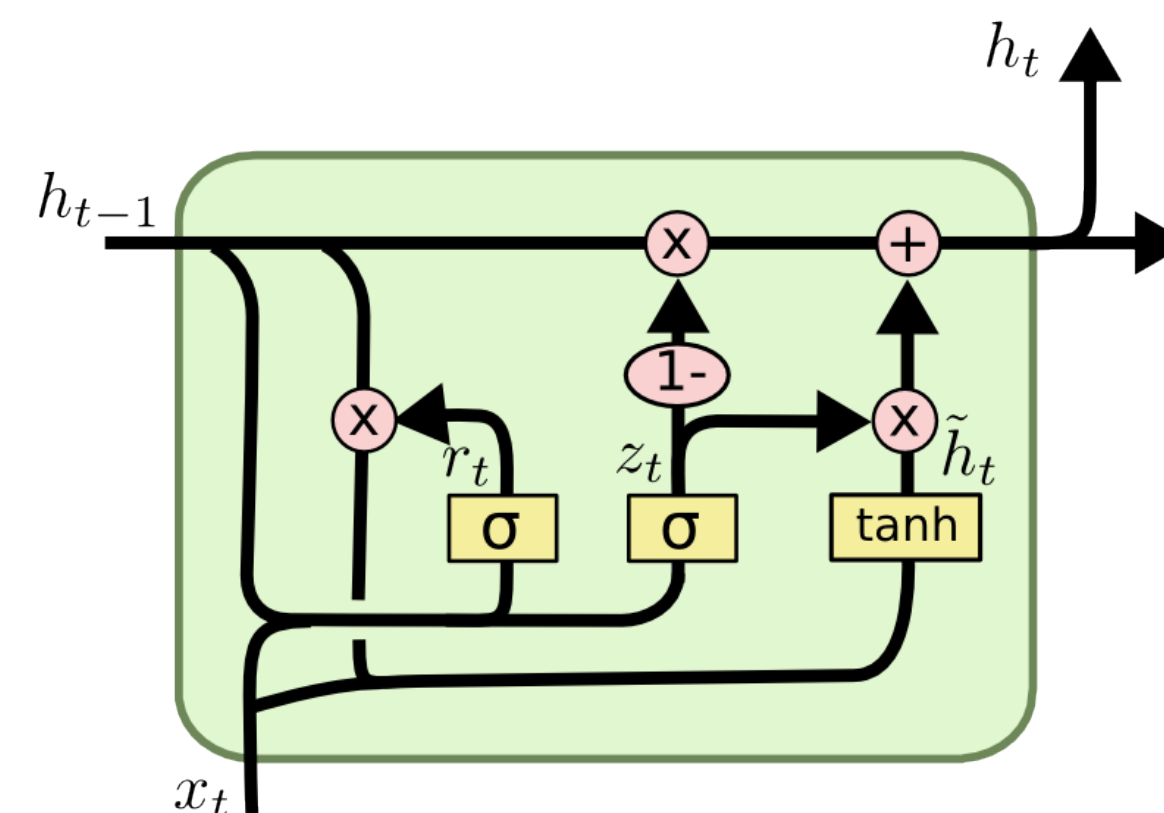 h_t
h_{t-1}
x
+
1-
x
x
r_t
z_t
h̃_t
σ
σ
tanh
x_t